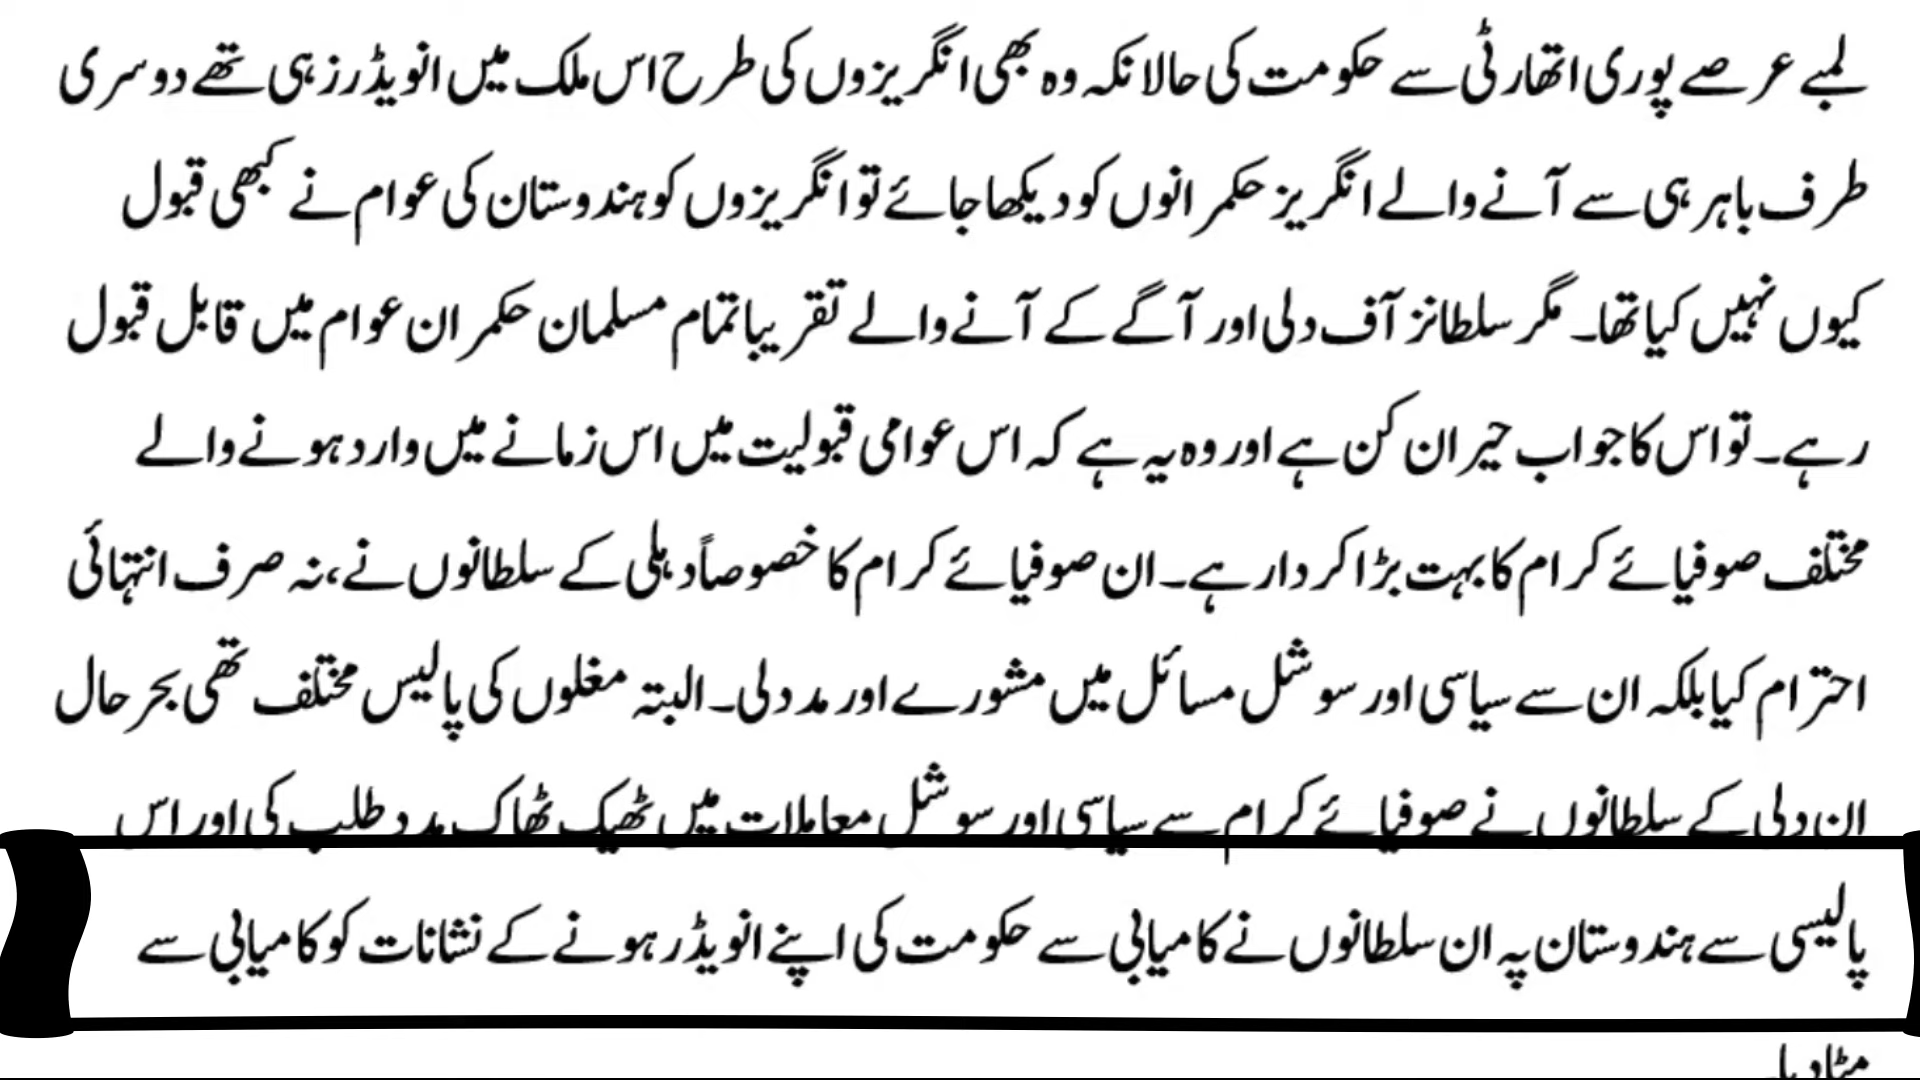 لمبے عرصے پوری اتھارٹی سے حکومت کی حالانکہ وہ بھی انگریزوں کی طرح اس ملک میں انویڈرز ہی تھے دوسری
طرف باہر ہی سے آنے والے انگریز حکمرانوں کو دیکھا جائے تو انگریزوں کو ہندوستان کی عوام نے کبھی قبول
کیوں نہیں کیا تھا۔ مگر سلطانز آف دلی اور آگے کے آنے والے تقریبا تمام مسلمان حکمران عوام میں قابل قبول
رہے۔ تو اس کا جواب حیران کن ہے اور وہ یہ ہے کہ اس عوامی قبولیت میں اس زمانے میں وارد ہونے والے
مختلف صوفیائے کرام کا بہت بڑا کردار ہے۔ ان صوفیائے کرام کا خصوصاً دہلی کے سلطانوں نے، نہ صرف انتہائی
احترام کیا بلکہ ان سے سیاسی اور سوشل مسائل میں مشورے اور مدد لی۔ البتہ مغلوں کی پالیس مختلف تھی بحر حال
ان دلی کے سلطانوں نے صوفیائے کرام سے سیاسی اور سوشل معاملات میں ٹھیک ٹھاک مدد طلب کی اور اس
پالیسی سے ہندوستان پہ ان سلطانوں نے کامیابی سے حکومت کی اپنے انویڈر ہونے کے نشانات کو کامیابی سے
مٹا دیا۔